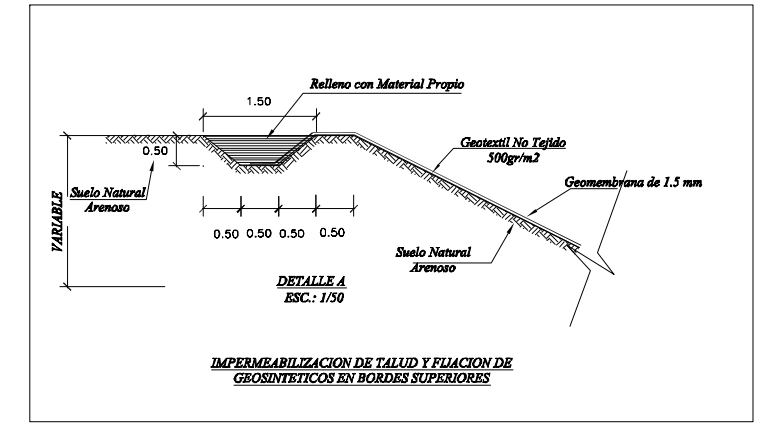 Relleno con Material Propio
1.50
0.50
Geotextil No Tejido
500gr/m2
Geomembrana de 1.5 mm
Suelo Natural
Arenoso
VARIABLE
0.50 0.50 0.50 0.50
Suelo Natural
Arenoso
DETALLE A
ESC.: 1/50
IMPERMEABILIZACION DE TALUD Y FIJACION DE
GEOSINTETICOS EN BORDES SUPERIORES